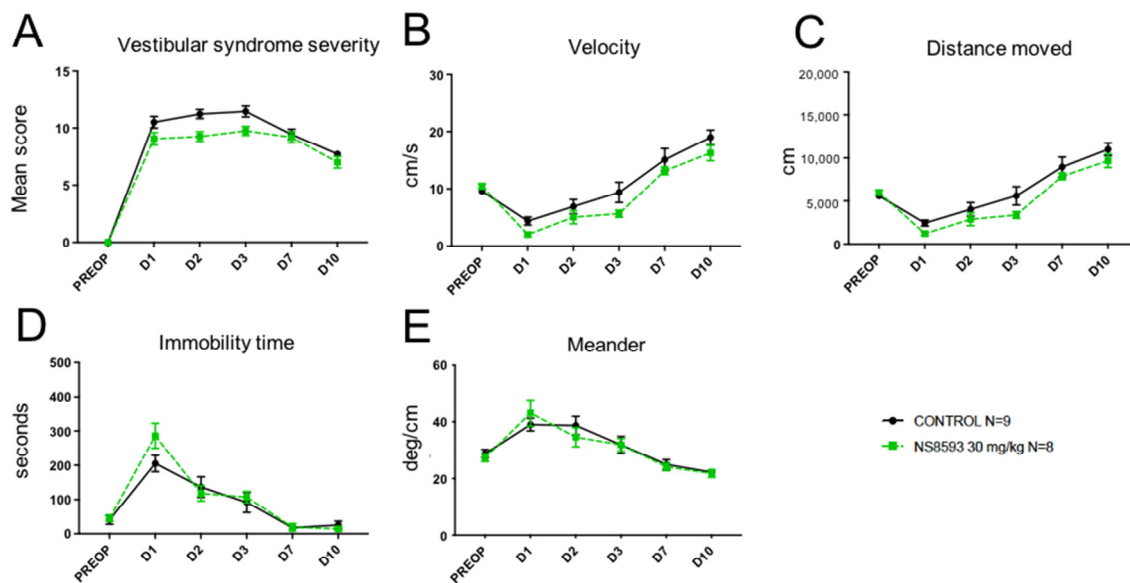 A
Vestibular syndrome severity
Mean score
15
10
5
0
PREOP
D1
D2
D3
D7
D10
B
Velocity
cm/s
30
20
10
0
PREOP
D1
D2
D3
D7
D10
C
Distance moved
cm
20,000
15,000
10,000
5,000
0
PREOP
D1
D2
D3
D7
D10
D
Immobility time
seconds
500
400
300
200
100
0
PREOP
D1
D2
D3
D7
D10
E
Meander
deg/cm
60
40
20
0
PREOP
D1
D2
D3
D7
D10
CONTROL N=9
NS8593 30 mg/kg N=8